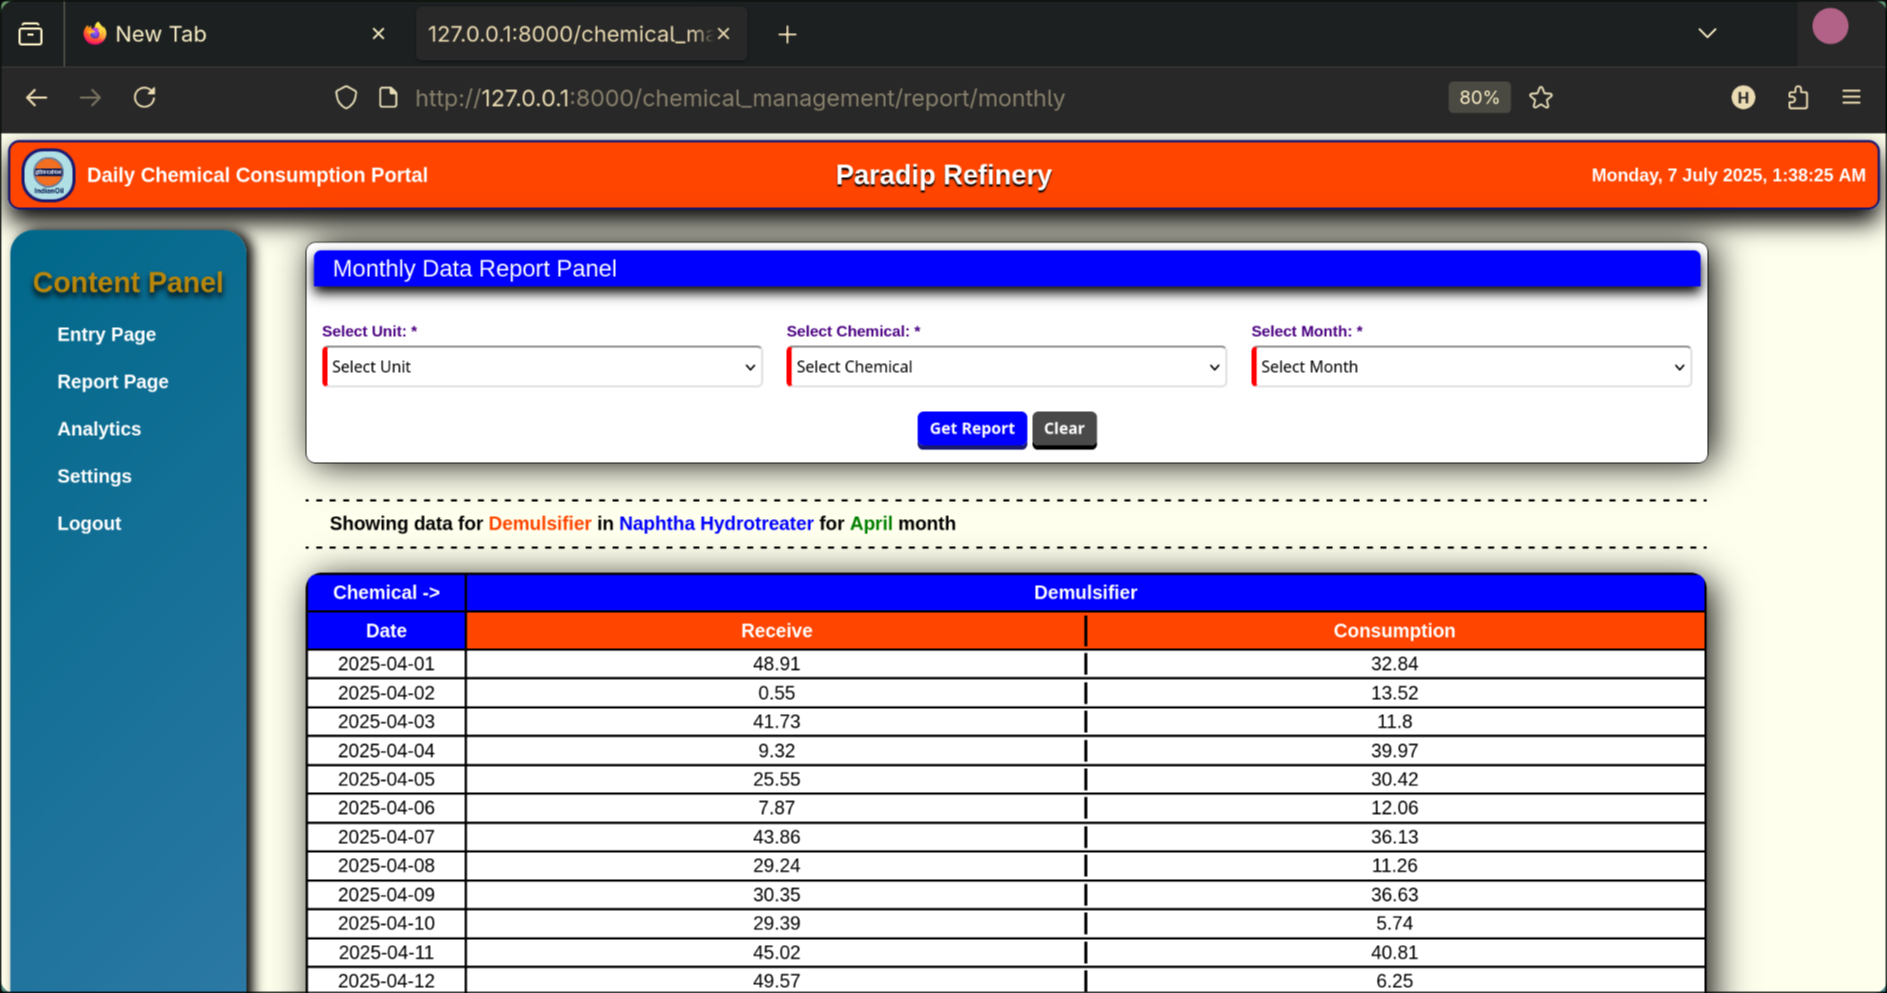 New Tab
127.0.0.1:8000/chemical_ma
http://127.0.0.1:8000/chemical_management/report/monthly
80%
H
IndianOil
Daily Chemical Consumption Portal
Paradip Refinery
Monday, 7 July 2025, 1:38:25 AM
Content Panel
Entry Page
Report Page
Analytics
Settings
Logout
Monthly Data Report Panel
Select Unit: * Select Chemical: * Select Month: *
Select Unit Select Chemical Select Month
Get Report Clear
Showing data for Demulsifier in Naphtha Hydrotreater for April month
Chemical -> Demulsifier
Date Receive Consumption
2025-04-01 48.91 32.84
2025-04-02 0.55 13.52
2025-04-03 41.73 11.8
2025-04-04 9.32 39.97
2025-04-05 25.55 30.42
2025-04-06 7.87 12.06
2025-04-07 43.86 36.13
2025-04-08 29.24 11.26
2025-04-09 30.35 36.63
2025-04-10 29.39 5.74
2025-04-11 45.02 40.81
2025-04-12 49.57 6.25